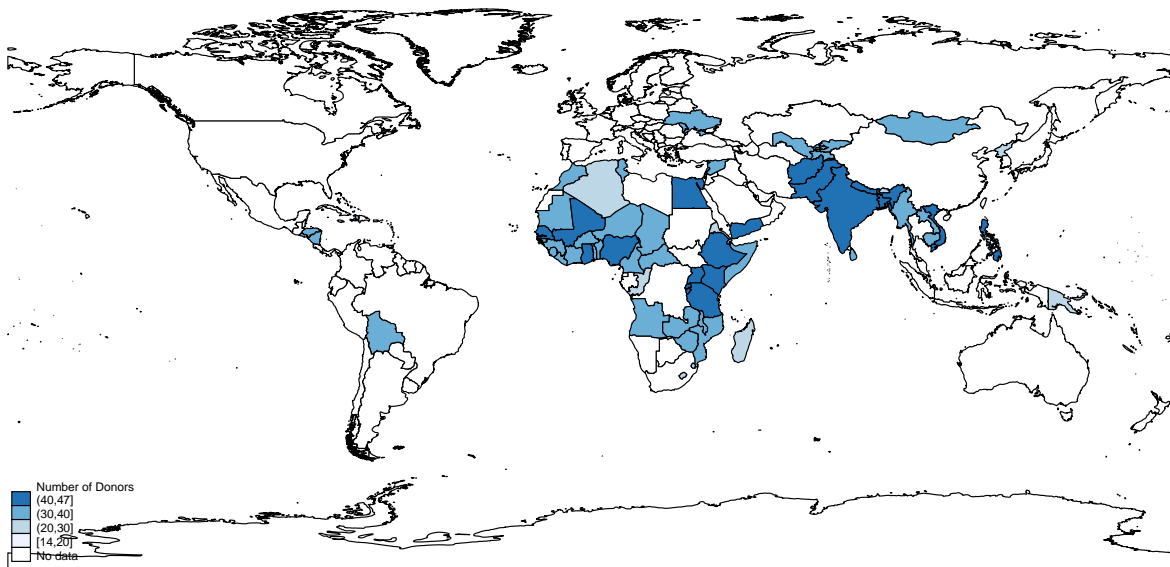 Number of Donors
(40,47]
(30,40]
(20,30]
[14,20]
No data